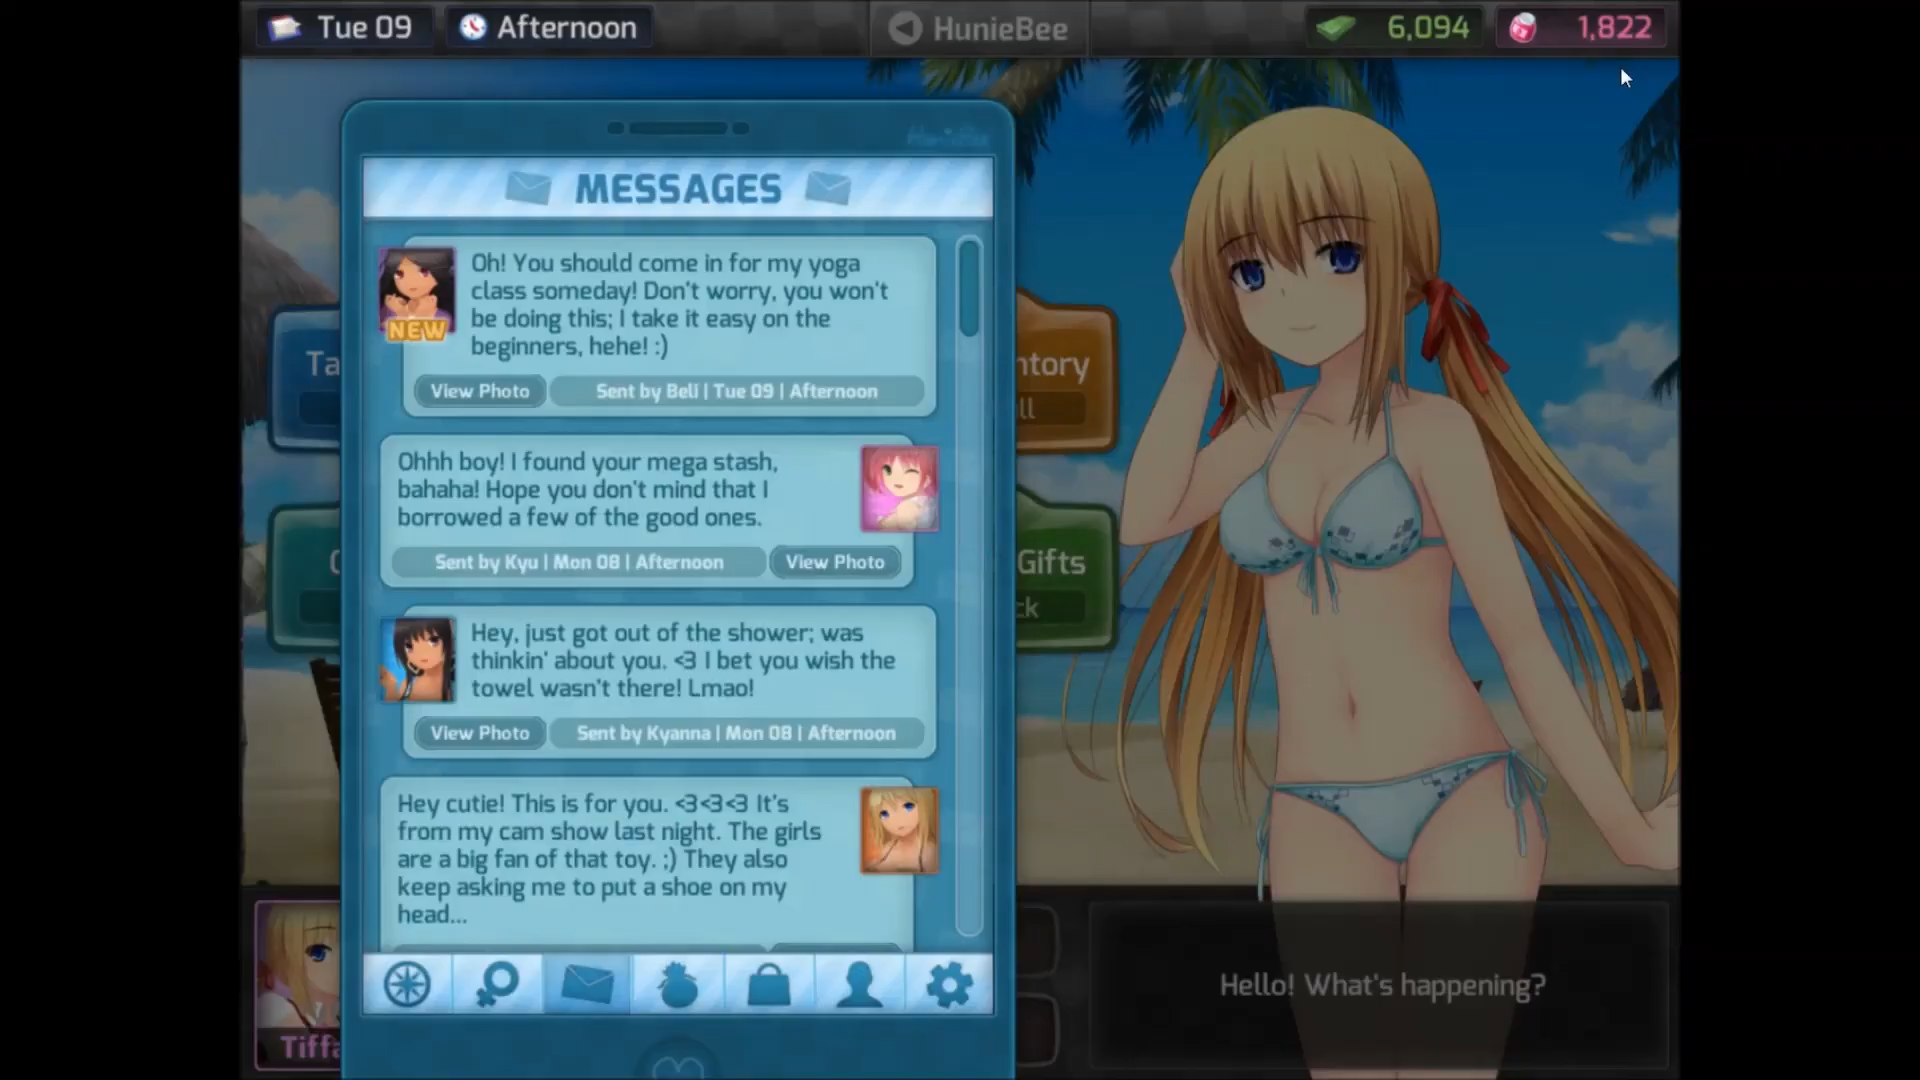 Tue 09
Afternoon
HunieBee
6,094
1,822
MESSAGES
Oh! You should come in for my yoga
class someday! Don't worry, you won't
be doing this; I take it easy on the
beginners, hehe! :)
NEW
View Photo
Sent by Beli | Tue 09 | Afternoon
Ohhh boy! I found your mega stash,
bahaha! Hope you don't mind that I
borrowed a few of the good ones.
Sent by Kyu | Mon 08 | Afternoon
View Photo
Hey, just got out of the shower; was
thinkin' about you. <3 I bet you wish the
towel wasn't there! Lmao!
View Photo
Sent by Kyanna | Mon 08 | Afternoon
Hey cutie! This is for you. <3<3<3 It's
from my cam show last night. The girls
are a big fan of that toy. ;) They also
keep asking me to put a shoe on my
head...
Ta
ntory
ll
Gifts
ck
Tiffa
Hello! What's happening?